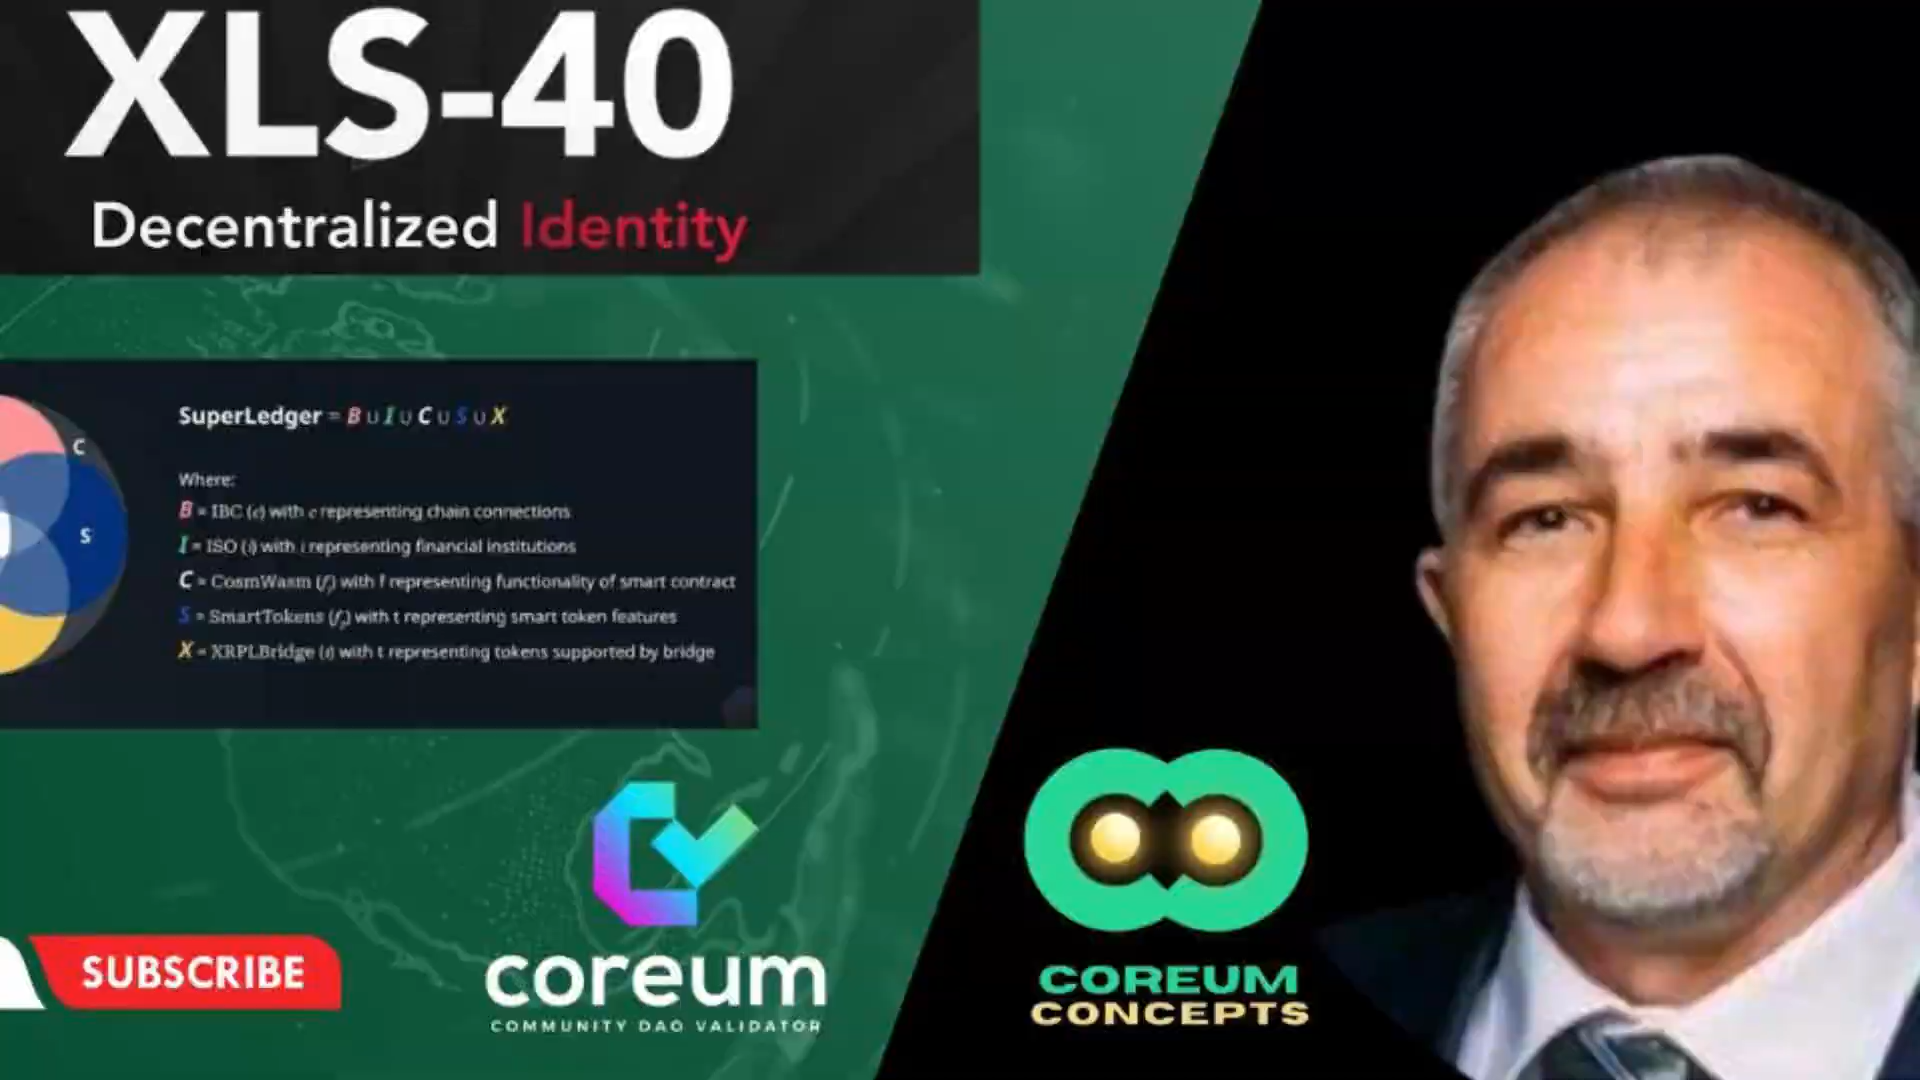 XLS-40
Decentralized Identity
C
S
SuperLedger = B ∪ I ∪ C ∪ S ∪ X
Where:
B = IBC (c) with c representing chain connections
I = ISO (i) with i representing financial institutions
C = CosmWasm (f) with f representing functionality of smart contract
S = SmartTokens (f) with t representing smart token features
X = XRPLBridge (t) with t representing tokens supported by bridge
SUBSCRIBE
coreum
COMMUNITY DAO VALIDATOR
COREUM
CONCEPTS